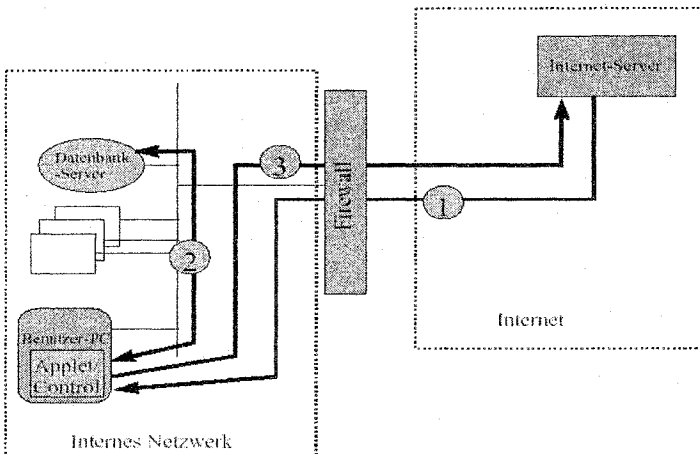 Internet-Server
Datenbank
-Server
3
Firewall
1
2
Internet
Benutzer-PC
Applet/
Control
Internes Netzwerk